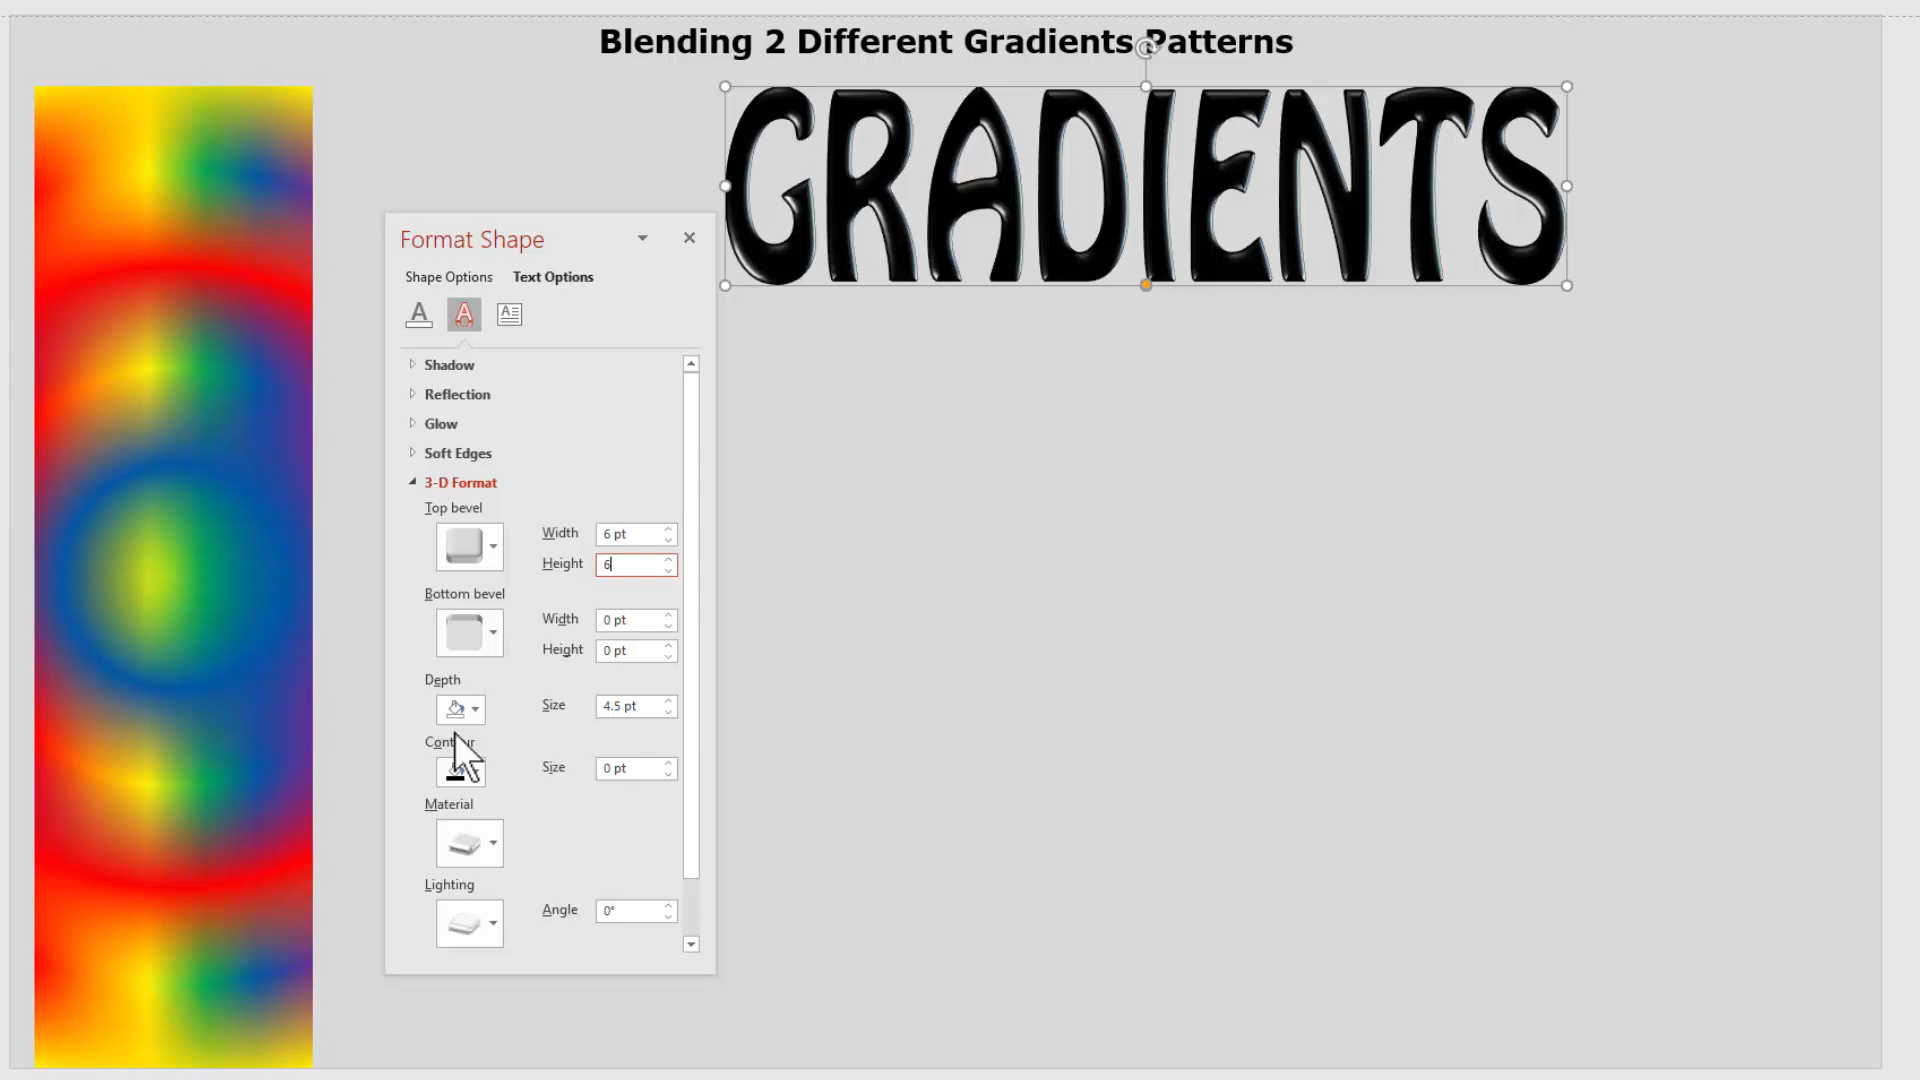 Blending 2 Different Gradients Patterns
GRADIENTS
Format Shape
Shape Options Text Options
Shadow
Reflection
Glow
Soft Edges
3-D Format
Top bevel
Width 6 pt
Height 6
Bottom bevel
Width 0 pt
Height 0 pt
Depth
Size 4.5 pt
Contour
Size 0 pt
Material
Lighting
Angle 0°